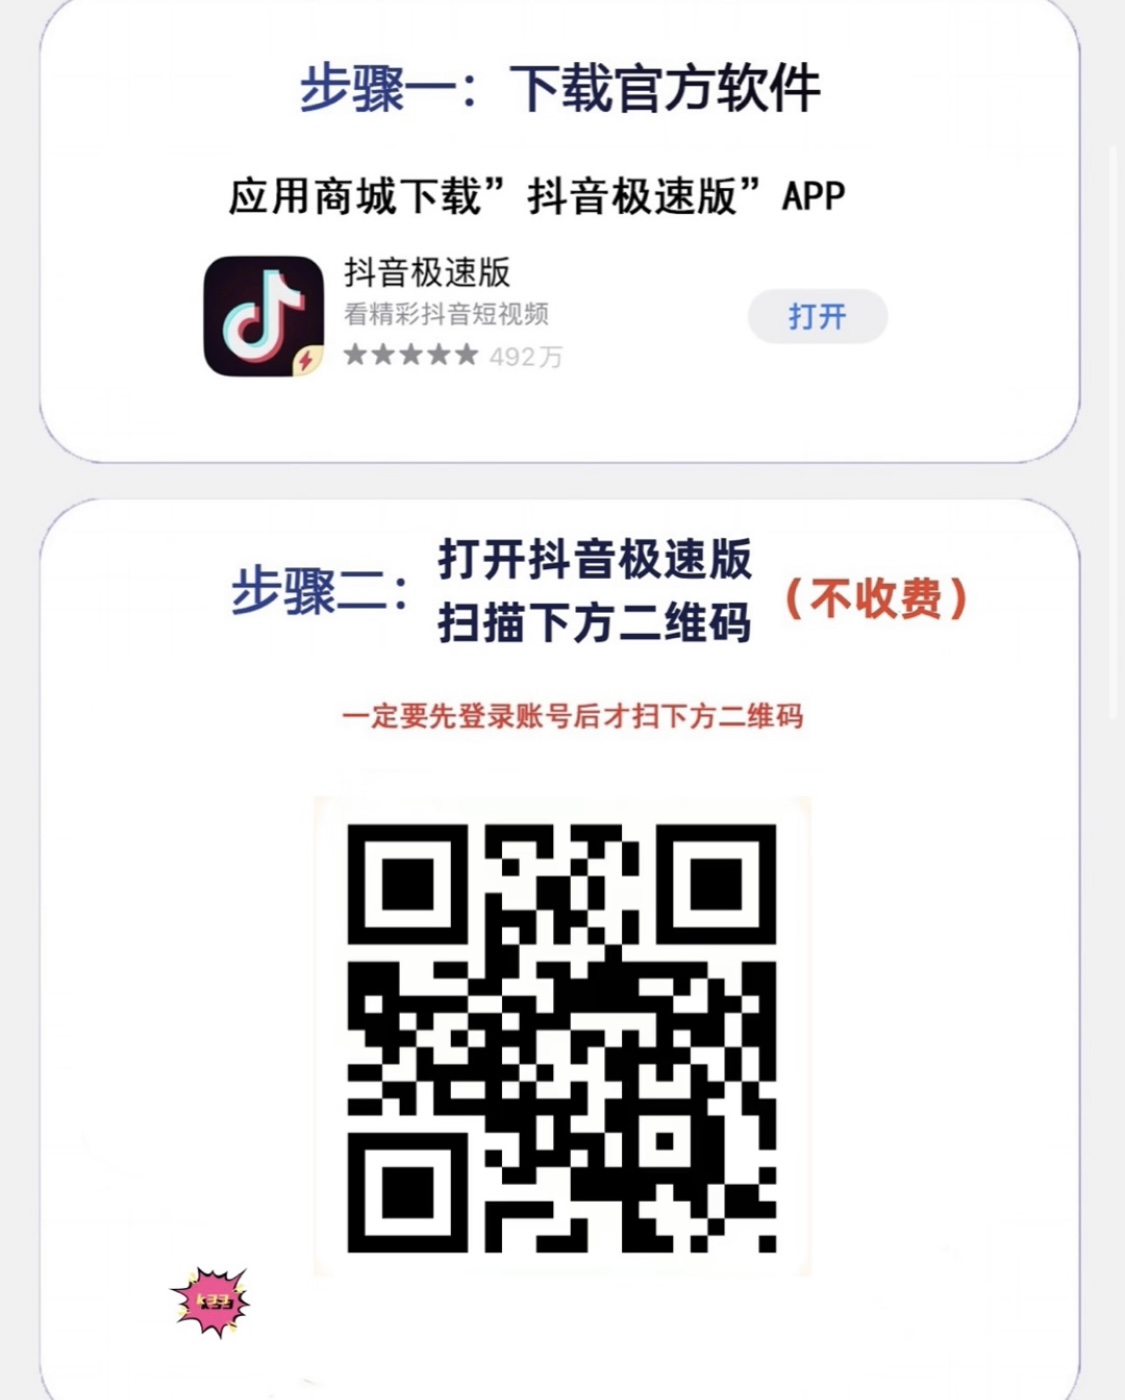 步骤一：下载官方软件
应用商城下载”抖音极速版”APP
抖音极速版
看精彩抖音短视频
★★★★★ 492万
打开
步骤二：
打开抖音极速版
扫描下方二维码
（不收费）
一定要先登录账号后才扫下方二维码
k33